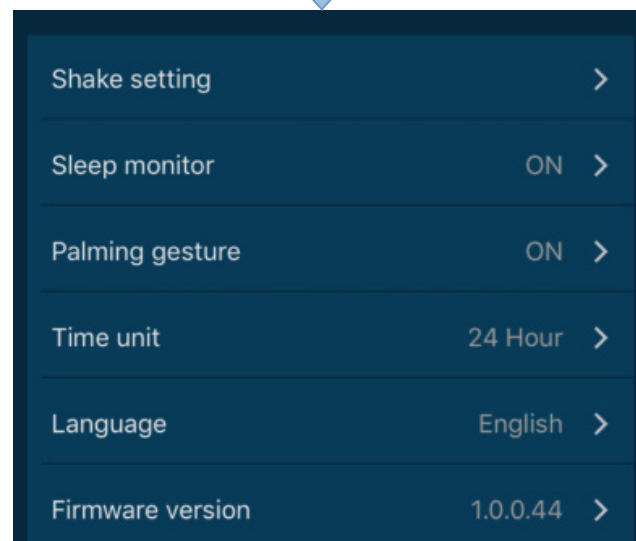 Shake setting
Sleep monitor ON
Palming gesture ON
Time unit 24 Hour
Language English
Firmware version 1.0.0.44